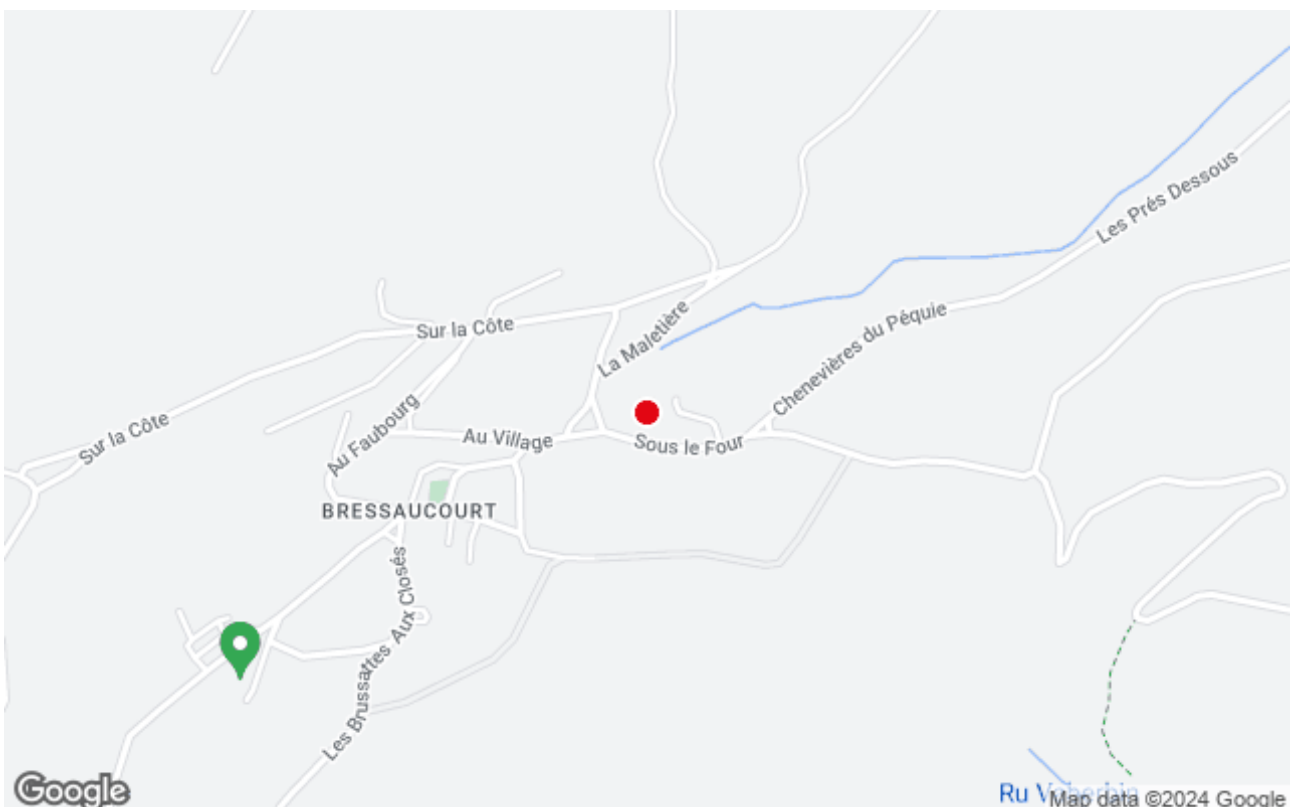 Les Prés Dessous
Chenevières du Péquie
La Maletière
Sur la Côte
Sur la Côte
Au Faubourg
Au Village
Sous le Four
BRESSAUCOURT
Aux Closés
Les Brussattes
Google
Ru
Map data ©2024 Google